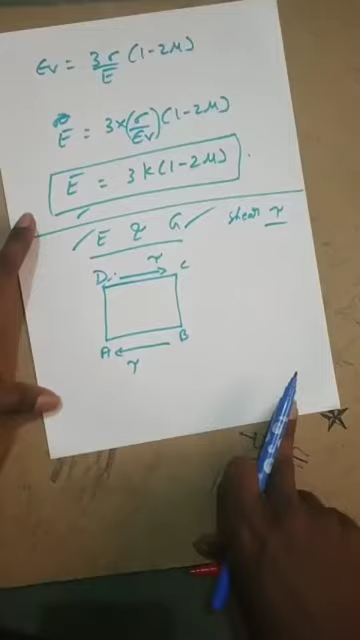 Ev = 3σ/E (1-2μ)
E = 3×(σ/Ev)(1-2μ)
E = 3k(1-2μ).
E & G shear τ
τ
D C
A B
τ